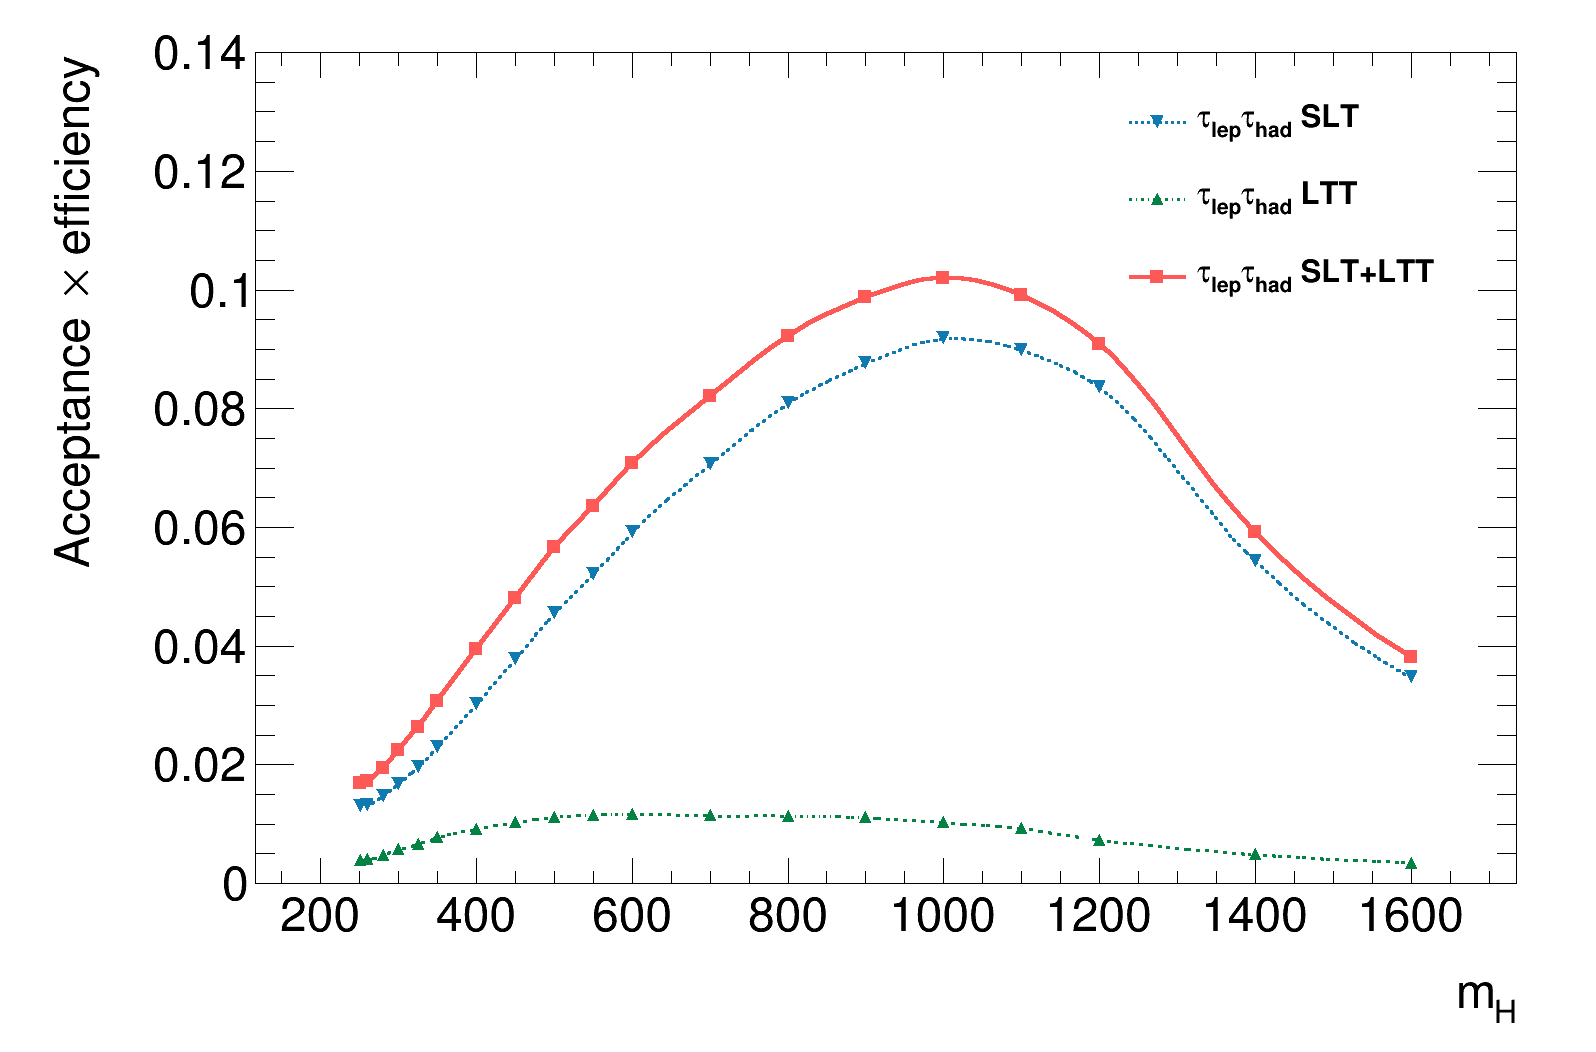 Acceptance × efficiency
0.14
0.12
0.1
0.08
0.06
0.04
0.02
0
τlepτhad SLT
τlepτhad LTT
τlepτhad SLT+LTT
200 400 600 800 1000 1200 1400 1600
mH